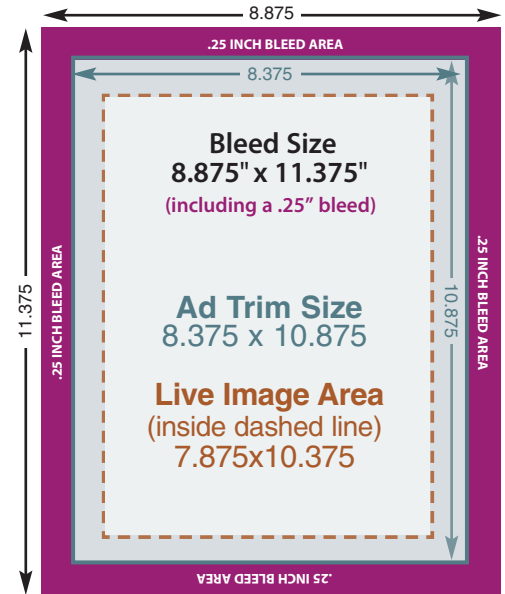 8.875
.25 INCH BLEED AREA
8.375
Bleed Size
8.875" x 11.375"
(including a .25” bleed)
.25 INCH BLEED AREA
11.375
.25 INCH BLEED AREA
10.875
Ad Trim Size
8.375 x 10.875
Live Image Area
(inside dashed line)
7.875x10.375
.25 INCH BLEED AREA